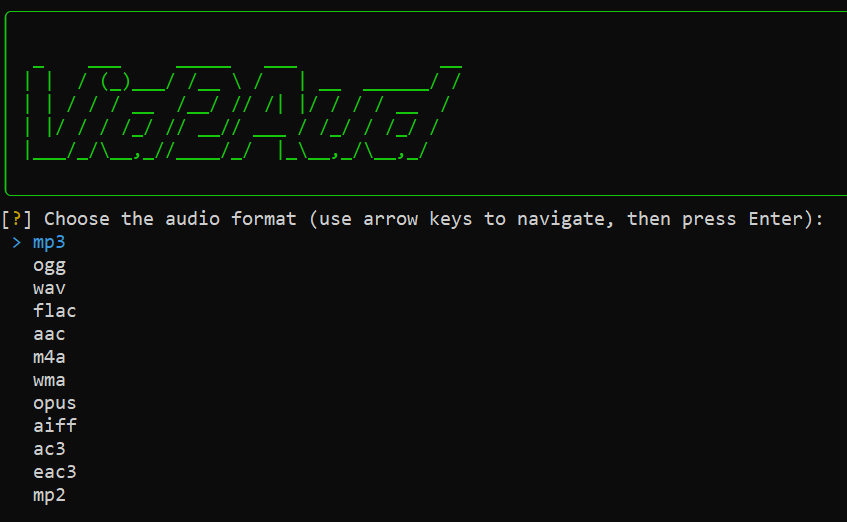 Vid2Aud
[?] Choose the audio format (use arrow keys to navigate, then press Enter):
> mp3
ogg
wav
flac
aac
m4a
wma
opus
aiff
ac3
eac3
mp2